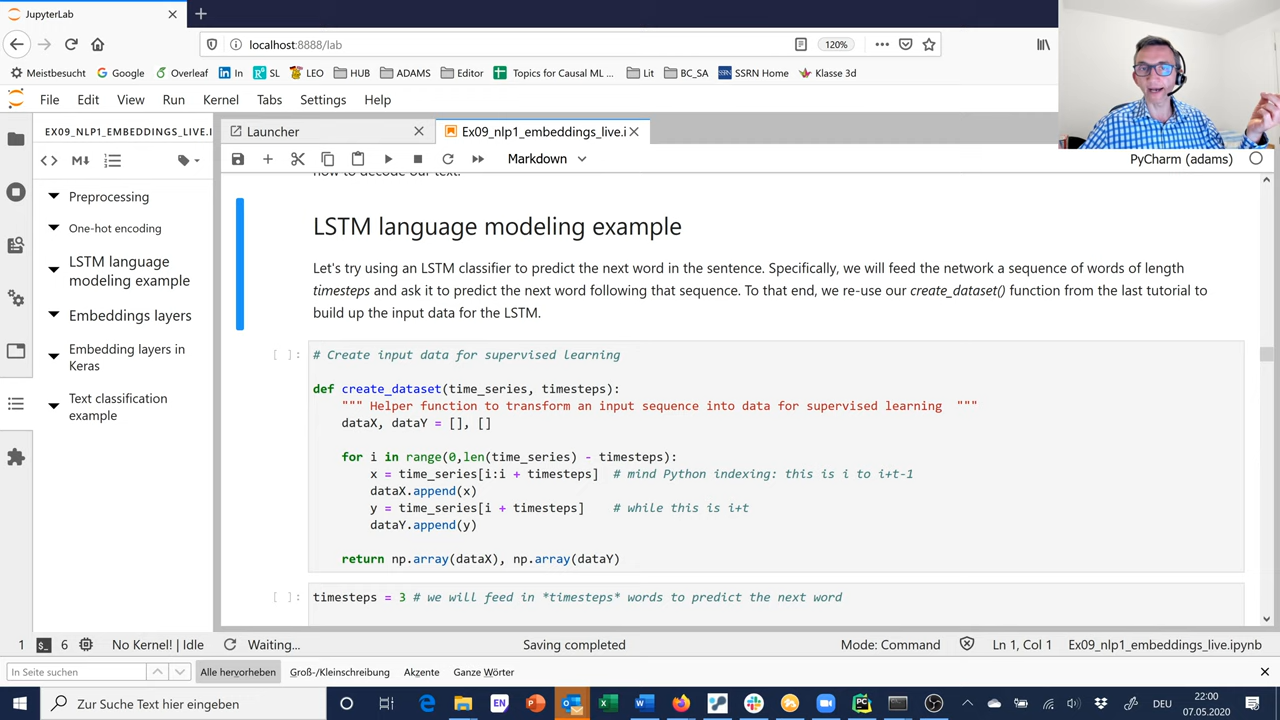 JupyterLab
localhost:8888/lab
120%
Meistbesucht
Google
Overleaf
In
SL
LEO
HUB
ADAMS
Editor
Topics for Causal ML ...
Lit
BC_SA
SSRN Home
Klasse 3d
File
Edit
View
Run
Kernel
Tabs
Settings
Help
EX09_NLP1_EMBEDDINGS_LIVE.I
Launcher
Ex09_nlp1_embeddings_live.i
Markdown
PyCharm (adams)
Preprocessing
One-hot encoding
LSTM language
modeling example
Embeddings layers
Embedding layers in
Keras
Text classification
example
how to decode our text.
LSTM language modeling example
Let's try using an LSTM classifier to predict the next word in the sentence. Specifically, we will feed the network a sequence of words of length
timesteps and ask it to predict the next word following that sequence. To that end, we re-use our create_dataset() function from the last tutorial to
build up the input data for the LSTM.
[ ]: # Create input data for supervised learning
def create_dataset(time_series, timesteps):
""" Helper function to transform an input sequence into data for supervised learning """
dataX, dataY = [], []
for i in range(0,len(time_series) - timesteps):
x = time_series[i:i + timesteps] # mind Python indexing: this is i to i+t-1
dataX.append(x)
y = time_series[i + timesteps] # while this is i+t
dataY.append(y)
return np.array(dataX), np.array(dataY)
[ ]: timesteps = 3 # we will feed in *timesteps* words to predict the next word
1
6
No Kernel! | Idle
Waiting...
Saving completed
Mode: Command
Ln 1, Col 1
Ex09_nlp1_embeddings_live.ipynb
In Seite suchen
Alle hervorheben
Groß-/Kleinschreibung
Akzente
Ganze Wörter
Zur Suche Text hier eingeben
EN
DEU
22:00
07.05.2020